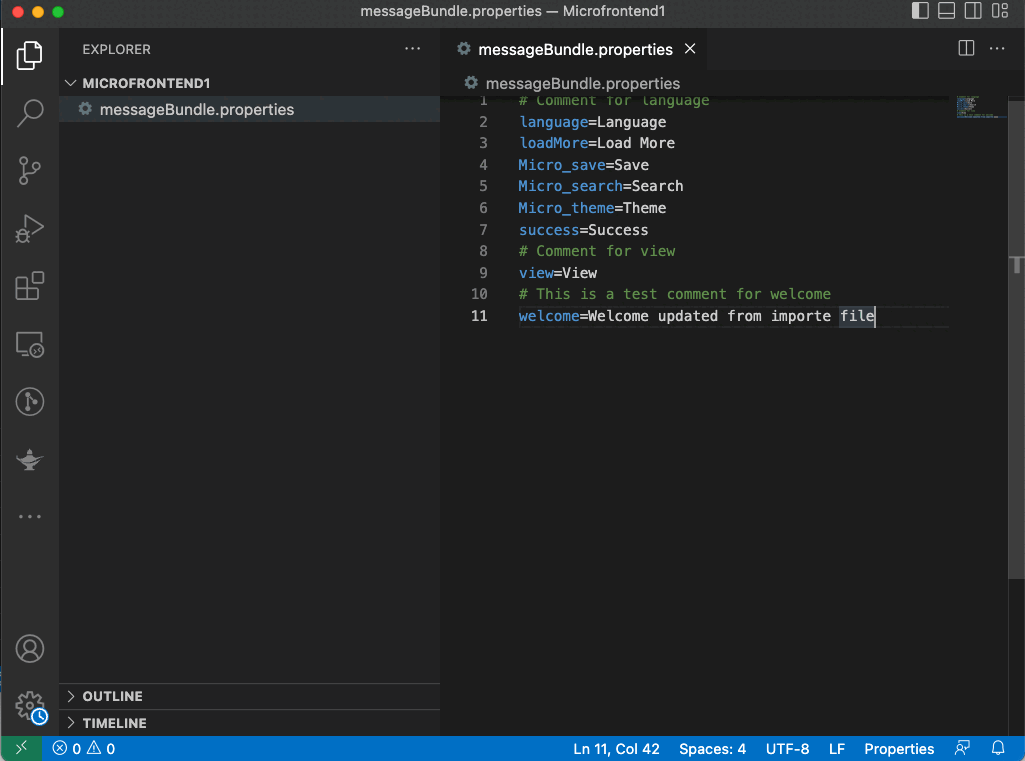 messageBundle.properties — Microfrontend1
EXPLORER
MICROFRONTEND1
messageBundle.properties
OUTLINE
TIMELINE
messageBundle.properties
messageBundle.properties
1 # Comment for language
2 language=Language
3 loadMore=Load More
4 Micro_save=Save
5 Micro_search=Search
6 Micro_theme=Theme
7 success=Success
8 # Comment for view
9 view=View
10 # This is a test comment for welcome
11 welcome=Welcome updated from importe file
0 0 Ln 11, Col 42 Spaces: 4 UTF-8 LF Properties